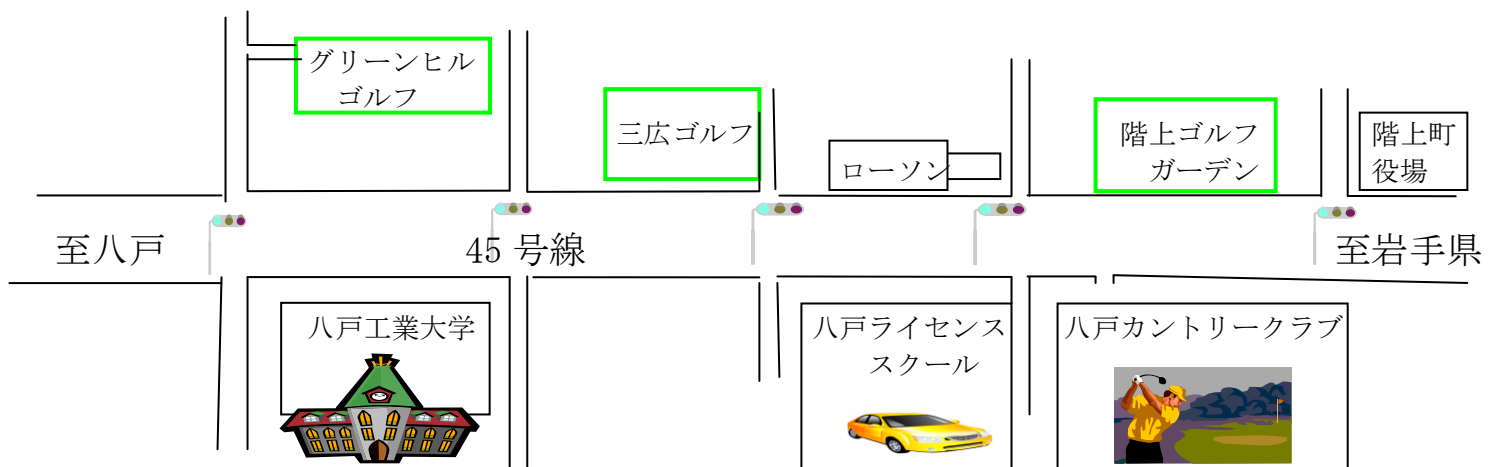 グリーンヒル
ゴルフ
三広ゴルフ
ローソン
階上ゴルフ
ガーデン
階上町
役場
至八戸
45 号線
至岩手県
八戸工業大学
八戸ライセンス
スクール
八戸カントリークラブ